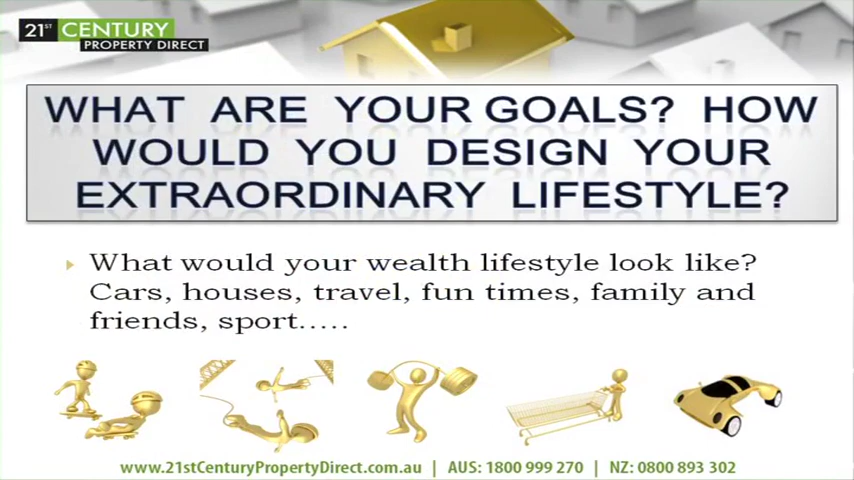 21ST CENTURY
PROPERTY DIRECT
WHAT ARE YOUR GOALS? HOW
WOULD YOU DESIGN YOUR
EXTRAORDINARY LIFESTYLE?
What would your wealth lifestyle look like?
Cars, houses, travel, fun times, family and
friends, sport.....
www.21stCenturyPropertyDirect.com.au | AUS: 1800 999 270 | NZ: 0800 893 302